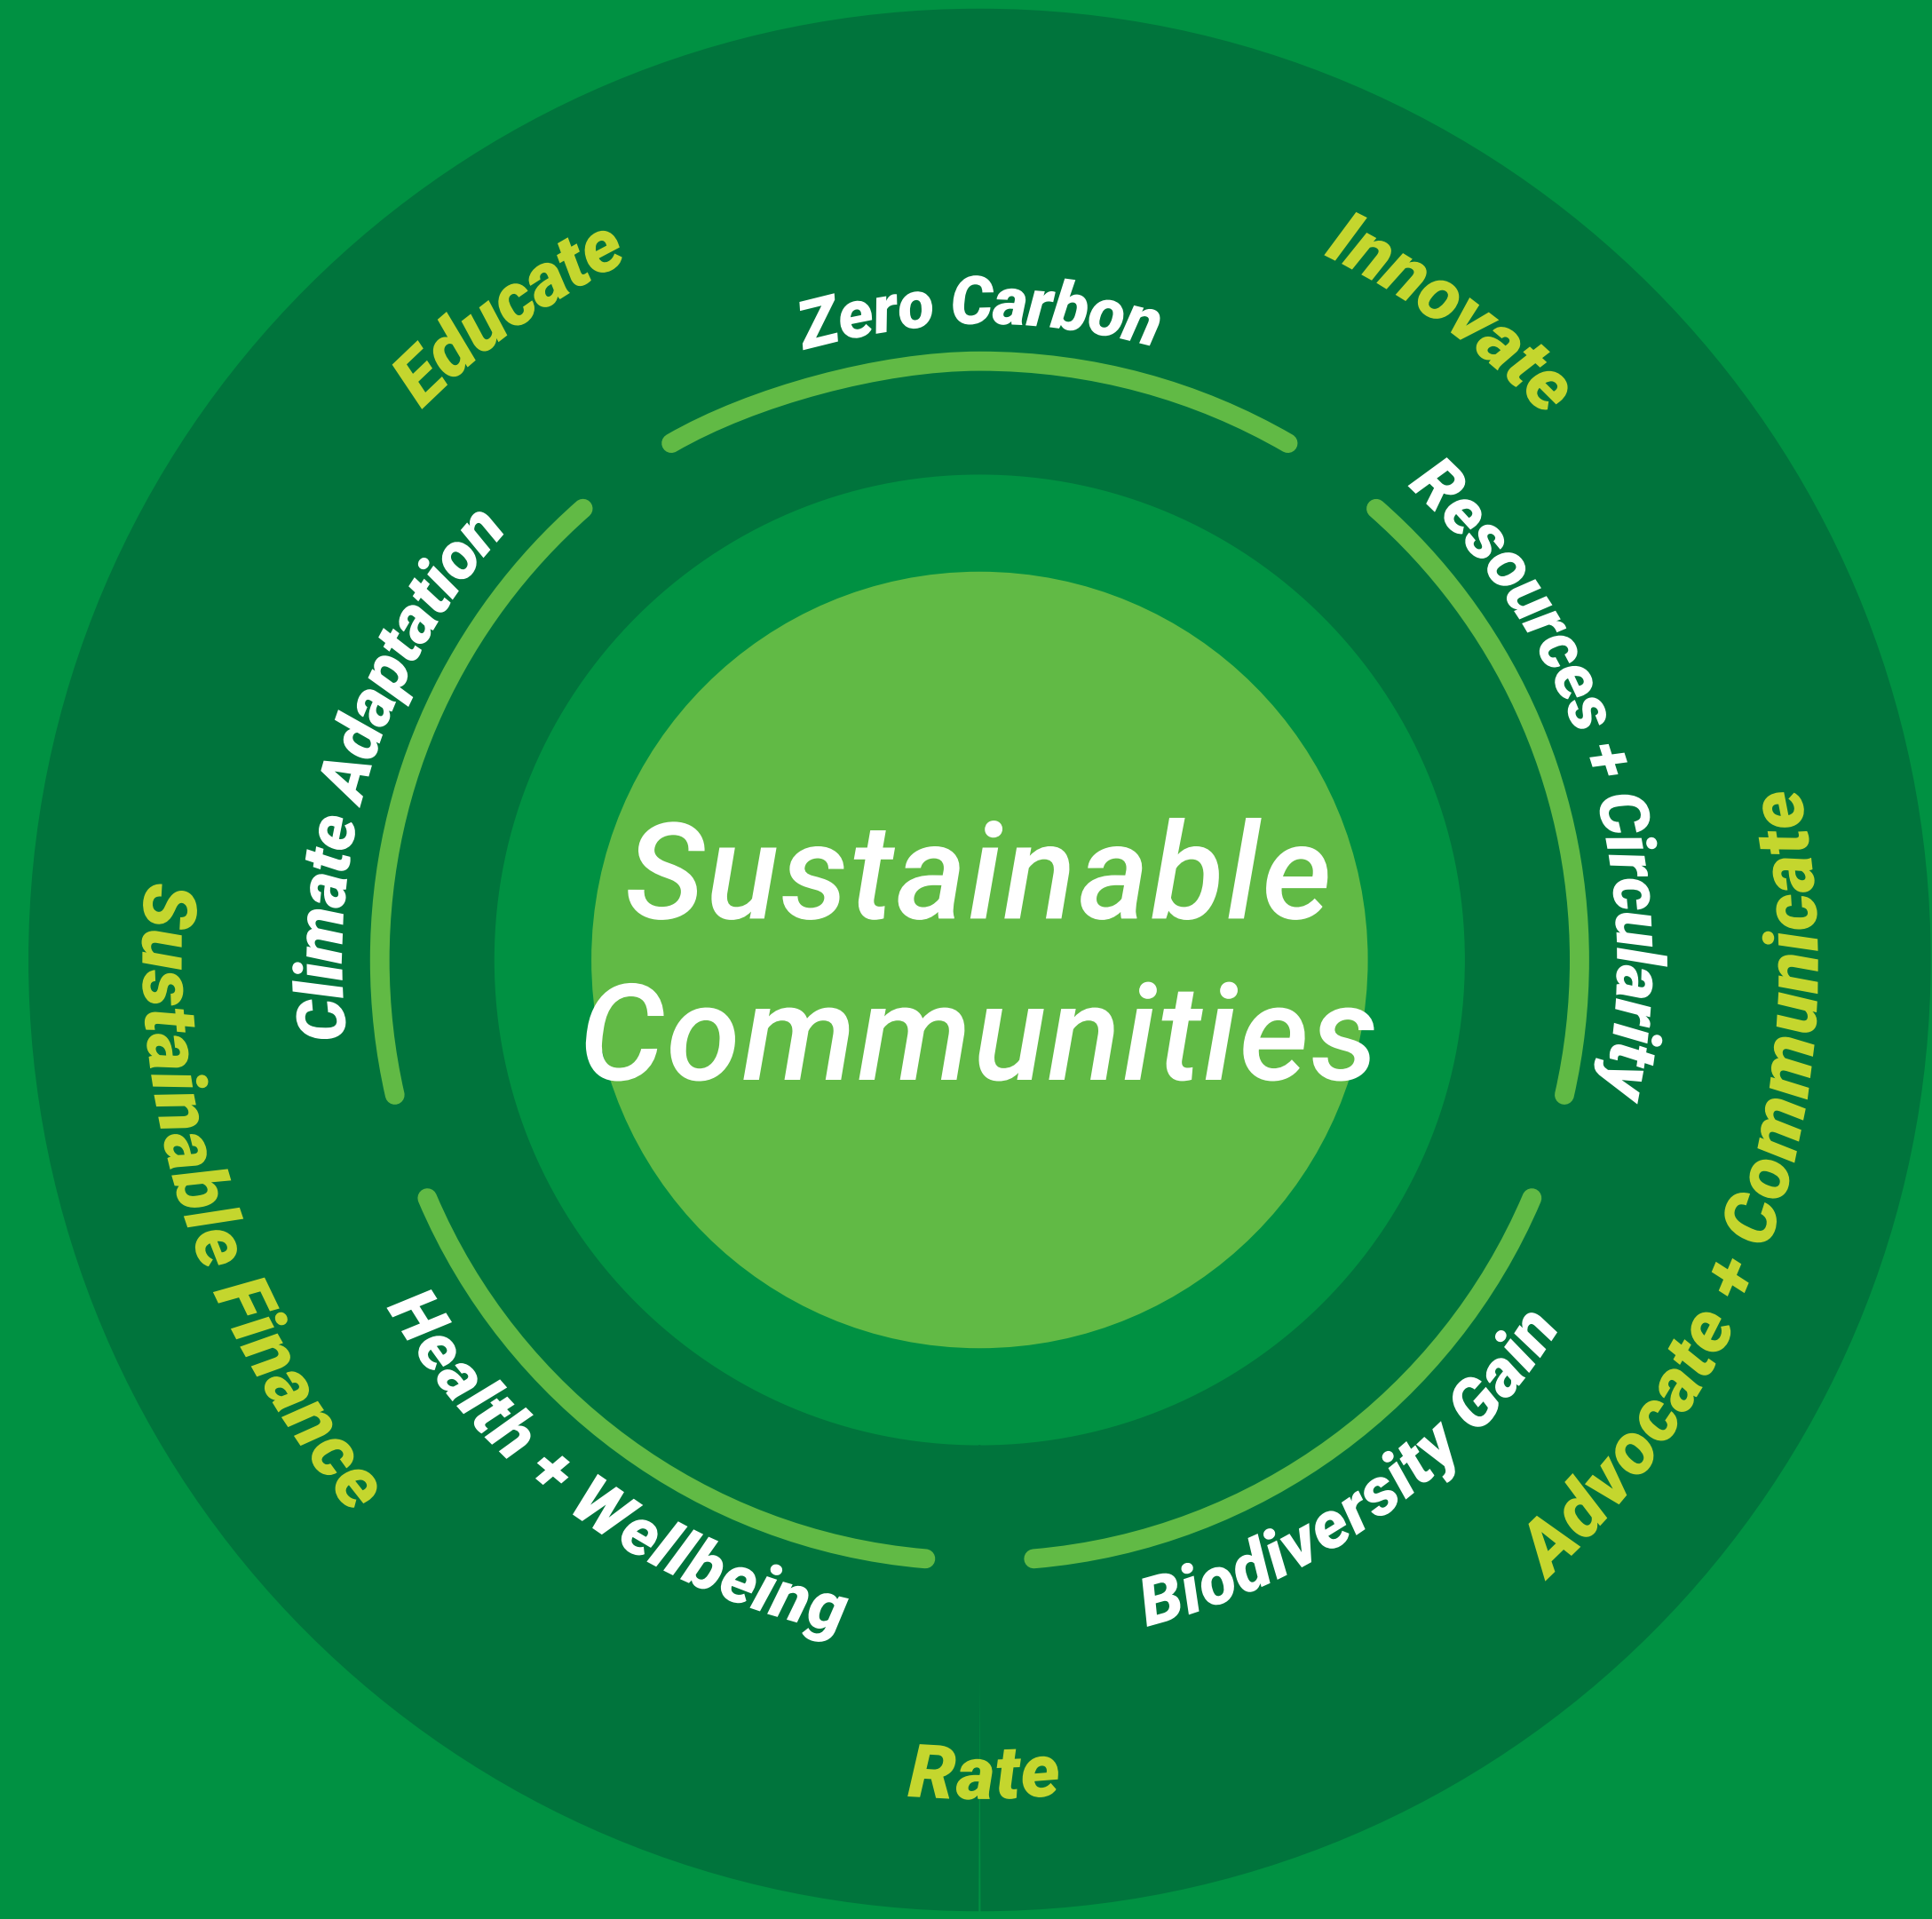 Educate
Innovate
Zero Carbon
Climate Adaptation
Resources + Circularity
Sustainable
Communities
Sustainable Finance
Advocate + Communicate
Health + Wellbeing
Biodiversity Gain
Rate